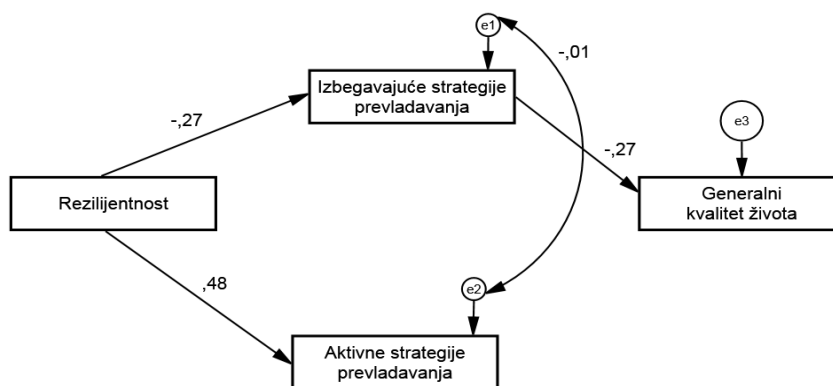 e1
-,01
Izbegavajuće strategije
prevladavanja
-,27
e3
-,27
Rezilijentnost
Generalni
kvalitet života
,48
e2
Aktivne strategije
prevladavanja